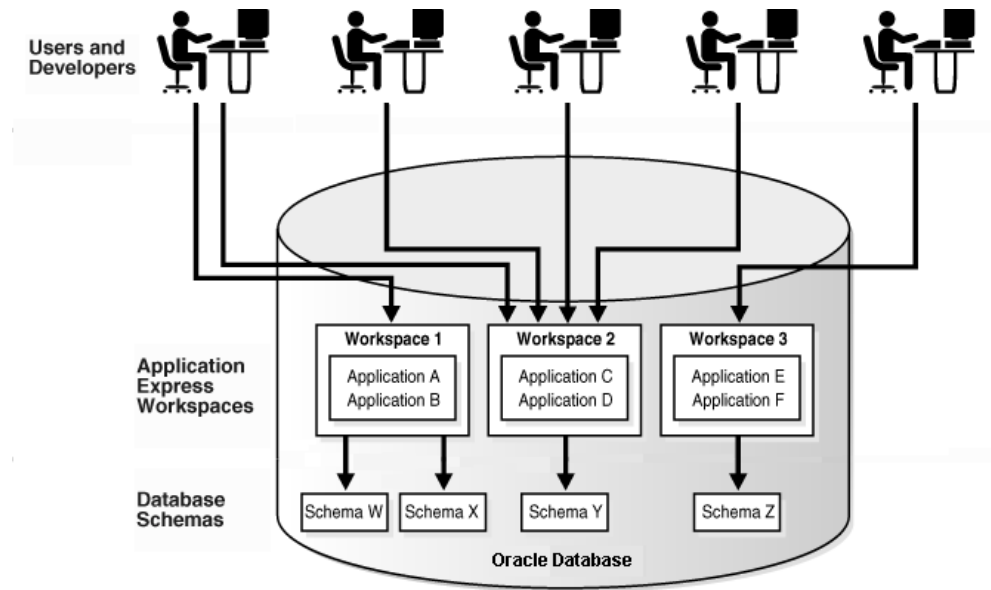 Users and
Developers
Workspace 1
Workspace 2
Workspace 3
Application
Express
Workspaces
Application A
Application B
Application C
Application D
Application E
Application F
Database
Schemas
Schema W
Schema X
Schema Y
Schema Z
Oracle Database